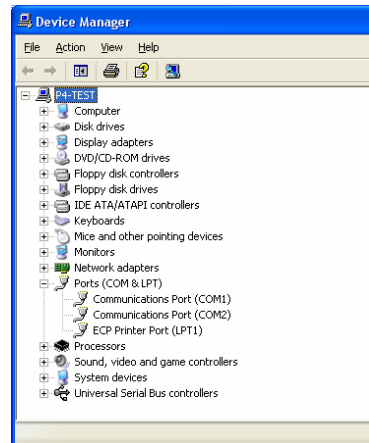 Device Manager
File Action View Help
P4-TEST
Computer
Disk drives
Display adapters
DVD/CD-ROM drives
Floppy disk controllers
Floppy disk drives
IDE ATA/ATAPI controllers
Keyboards
Mice and other pointing devices
Monitors
Network adapters
Ports (COM & LPT)
Communications Port (COM1)
Communications Port (COM2)
ECP Printer Port (LPT1)
Processors
Sound, video and game controllers
System devices
Universal Serial Bus controllers